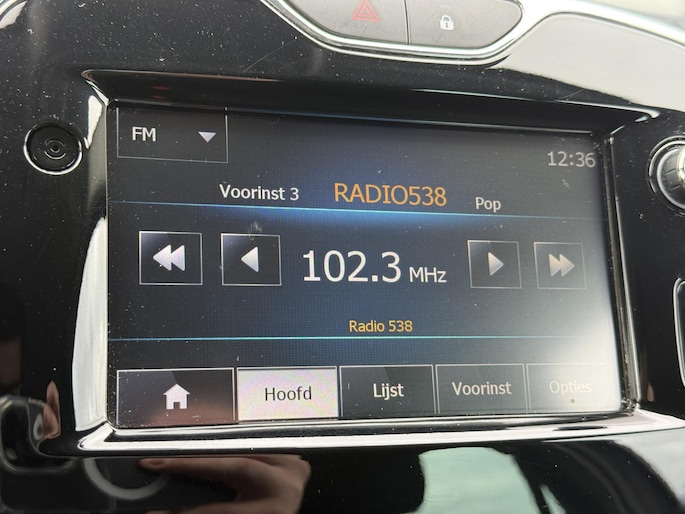 FM
12:36
Voorinst 3 RADIO538 Pop
102.3 MHz
Radio 538
Hoofd Lijst Voorinst Opties